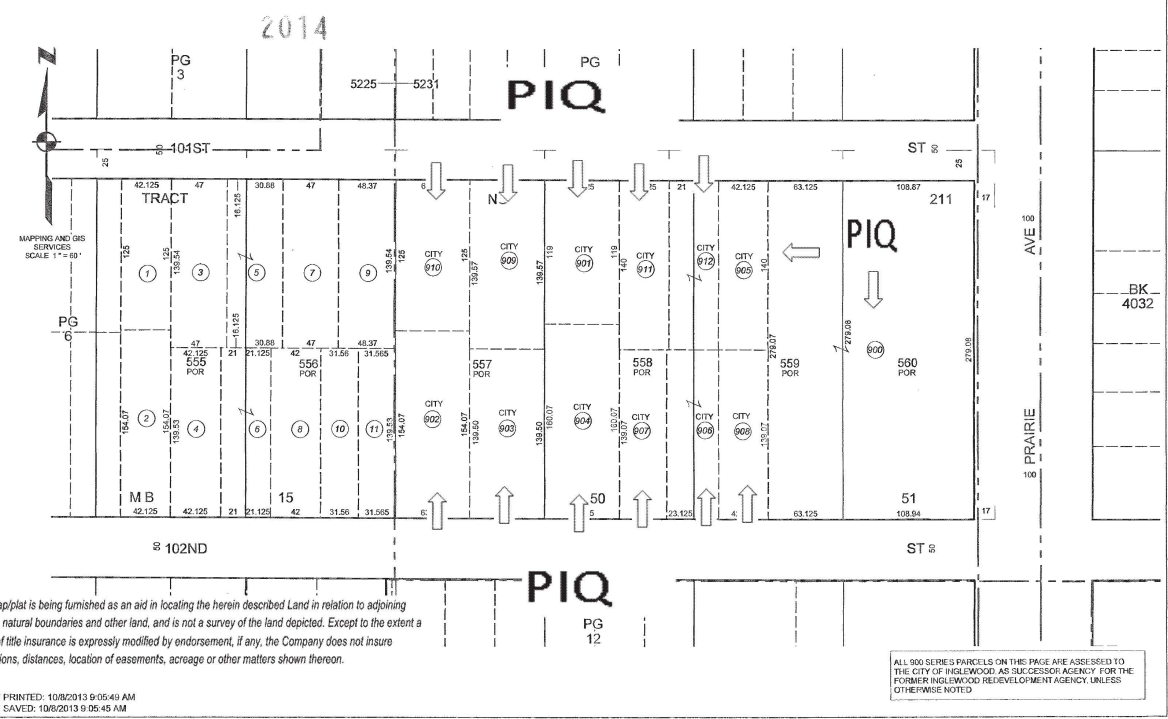 2014
PG
3
5225 5231
PG
PIQ
N
101ST
50
ST 50
25
25
42.125 47 30.88 47 48.37 21 42.125 63.125 108.87
TRACT
16.125
211
17
MAPPING AND GIS
SERVICES
SCALE 1" = 60'
125 125 139.54 139.54 125 125 139.57 139.57 119 119 140 140
1 3 5 7 9
CITY 910
CITY 909
CITY 901
CITY 911
CITY 912
CITY 905
PIQ
AVE 100
BK
4032
PG
6
16.125
47 30.88 47 48.37
42.125 21 21.125 42 31.56 31.565
555
POR
556
POR
557
POR
558
POR
559
POR
560
POR
279.07 279.08 279.08
900
2 4 6 8 10 11
154.07 154.07 139.53 139.53 154.07 154.07 139.50 139.50 160.07 160.07 139.07 139.07
CITY 902
CITY 903
CITY 904
CITY 907
CITY 906
CITY 908
PRAIRIE
100
M B 15 50 51
42.125 42.125 21 21.125 42 31.56 31.565 23.125 63.125 108.94
17
50 102ND ST 50
PIQ
PG
12
ap/plat is being furnished as an aid in locating the herein described Land in relation to adjoining
natural boundaries and other land, and is not a survey of the land depicted. Except to the extent a
of title insurance is expressly modified by endorsement, if any, the Company does not insure
ions, distances, location of easements, acreage or other matters shown thereon.
ALL 900 SERIES PARCELS ON THIS PAGE ARE ASSESSED TO
THE CITY OF INGLEWOOD, AS SUCCESSOR AGENCY FOR THE
FORMER INGLEWOOD REDEVELOPMENT AGENCY, UNLESS
OTHERWISE NOTED
PRINTED: 10/8/2013 9:05:49 AM
SAVED: 10/8/2013 9:05:45 AM